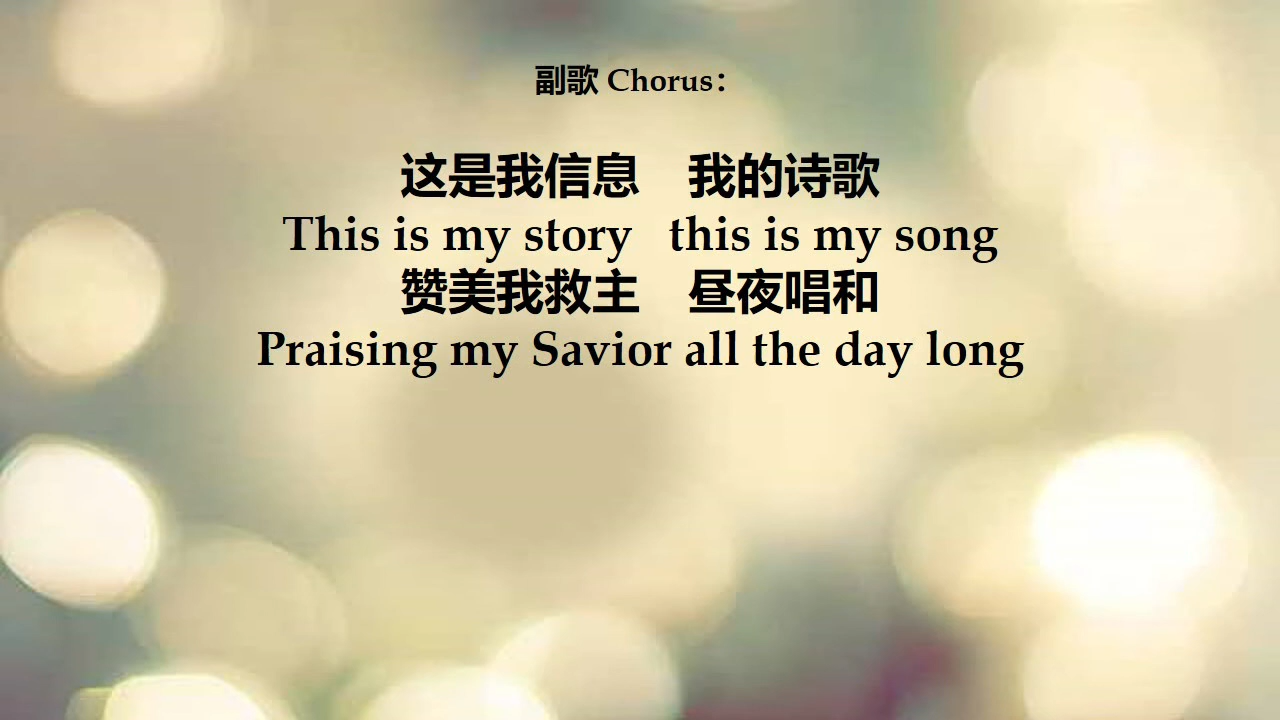 副歌 Chorus：
这是我信息　我的诗歌
This is my story   this is my song
赞美我救主　昼夜唱和
Praising my Savior all the day long